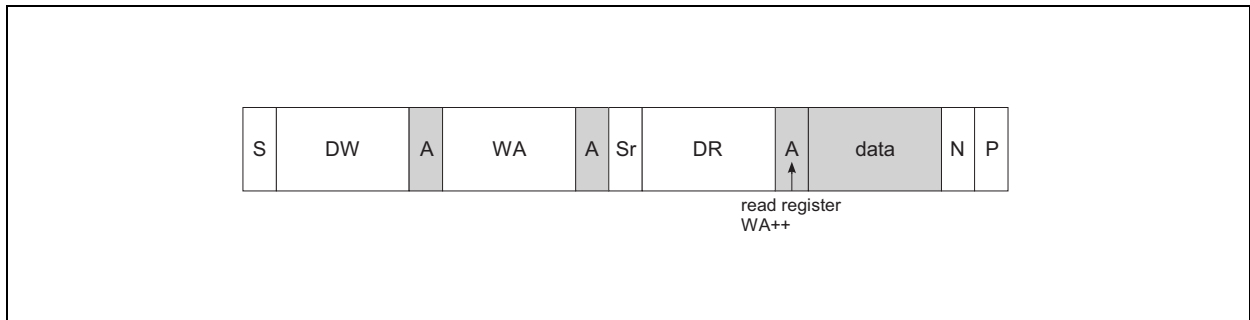 S DW A WA A Sr DR A data N P
read register
WA++